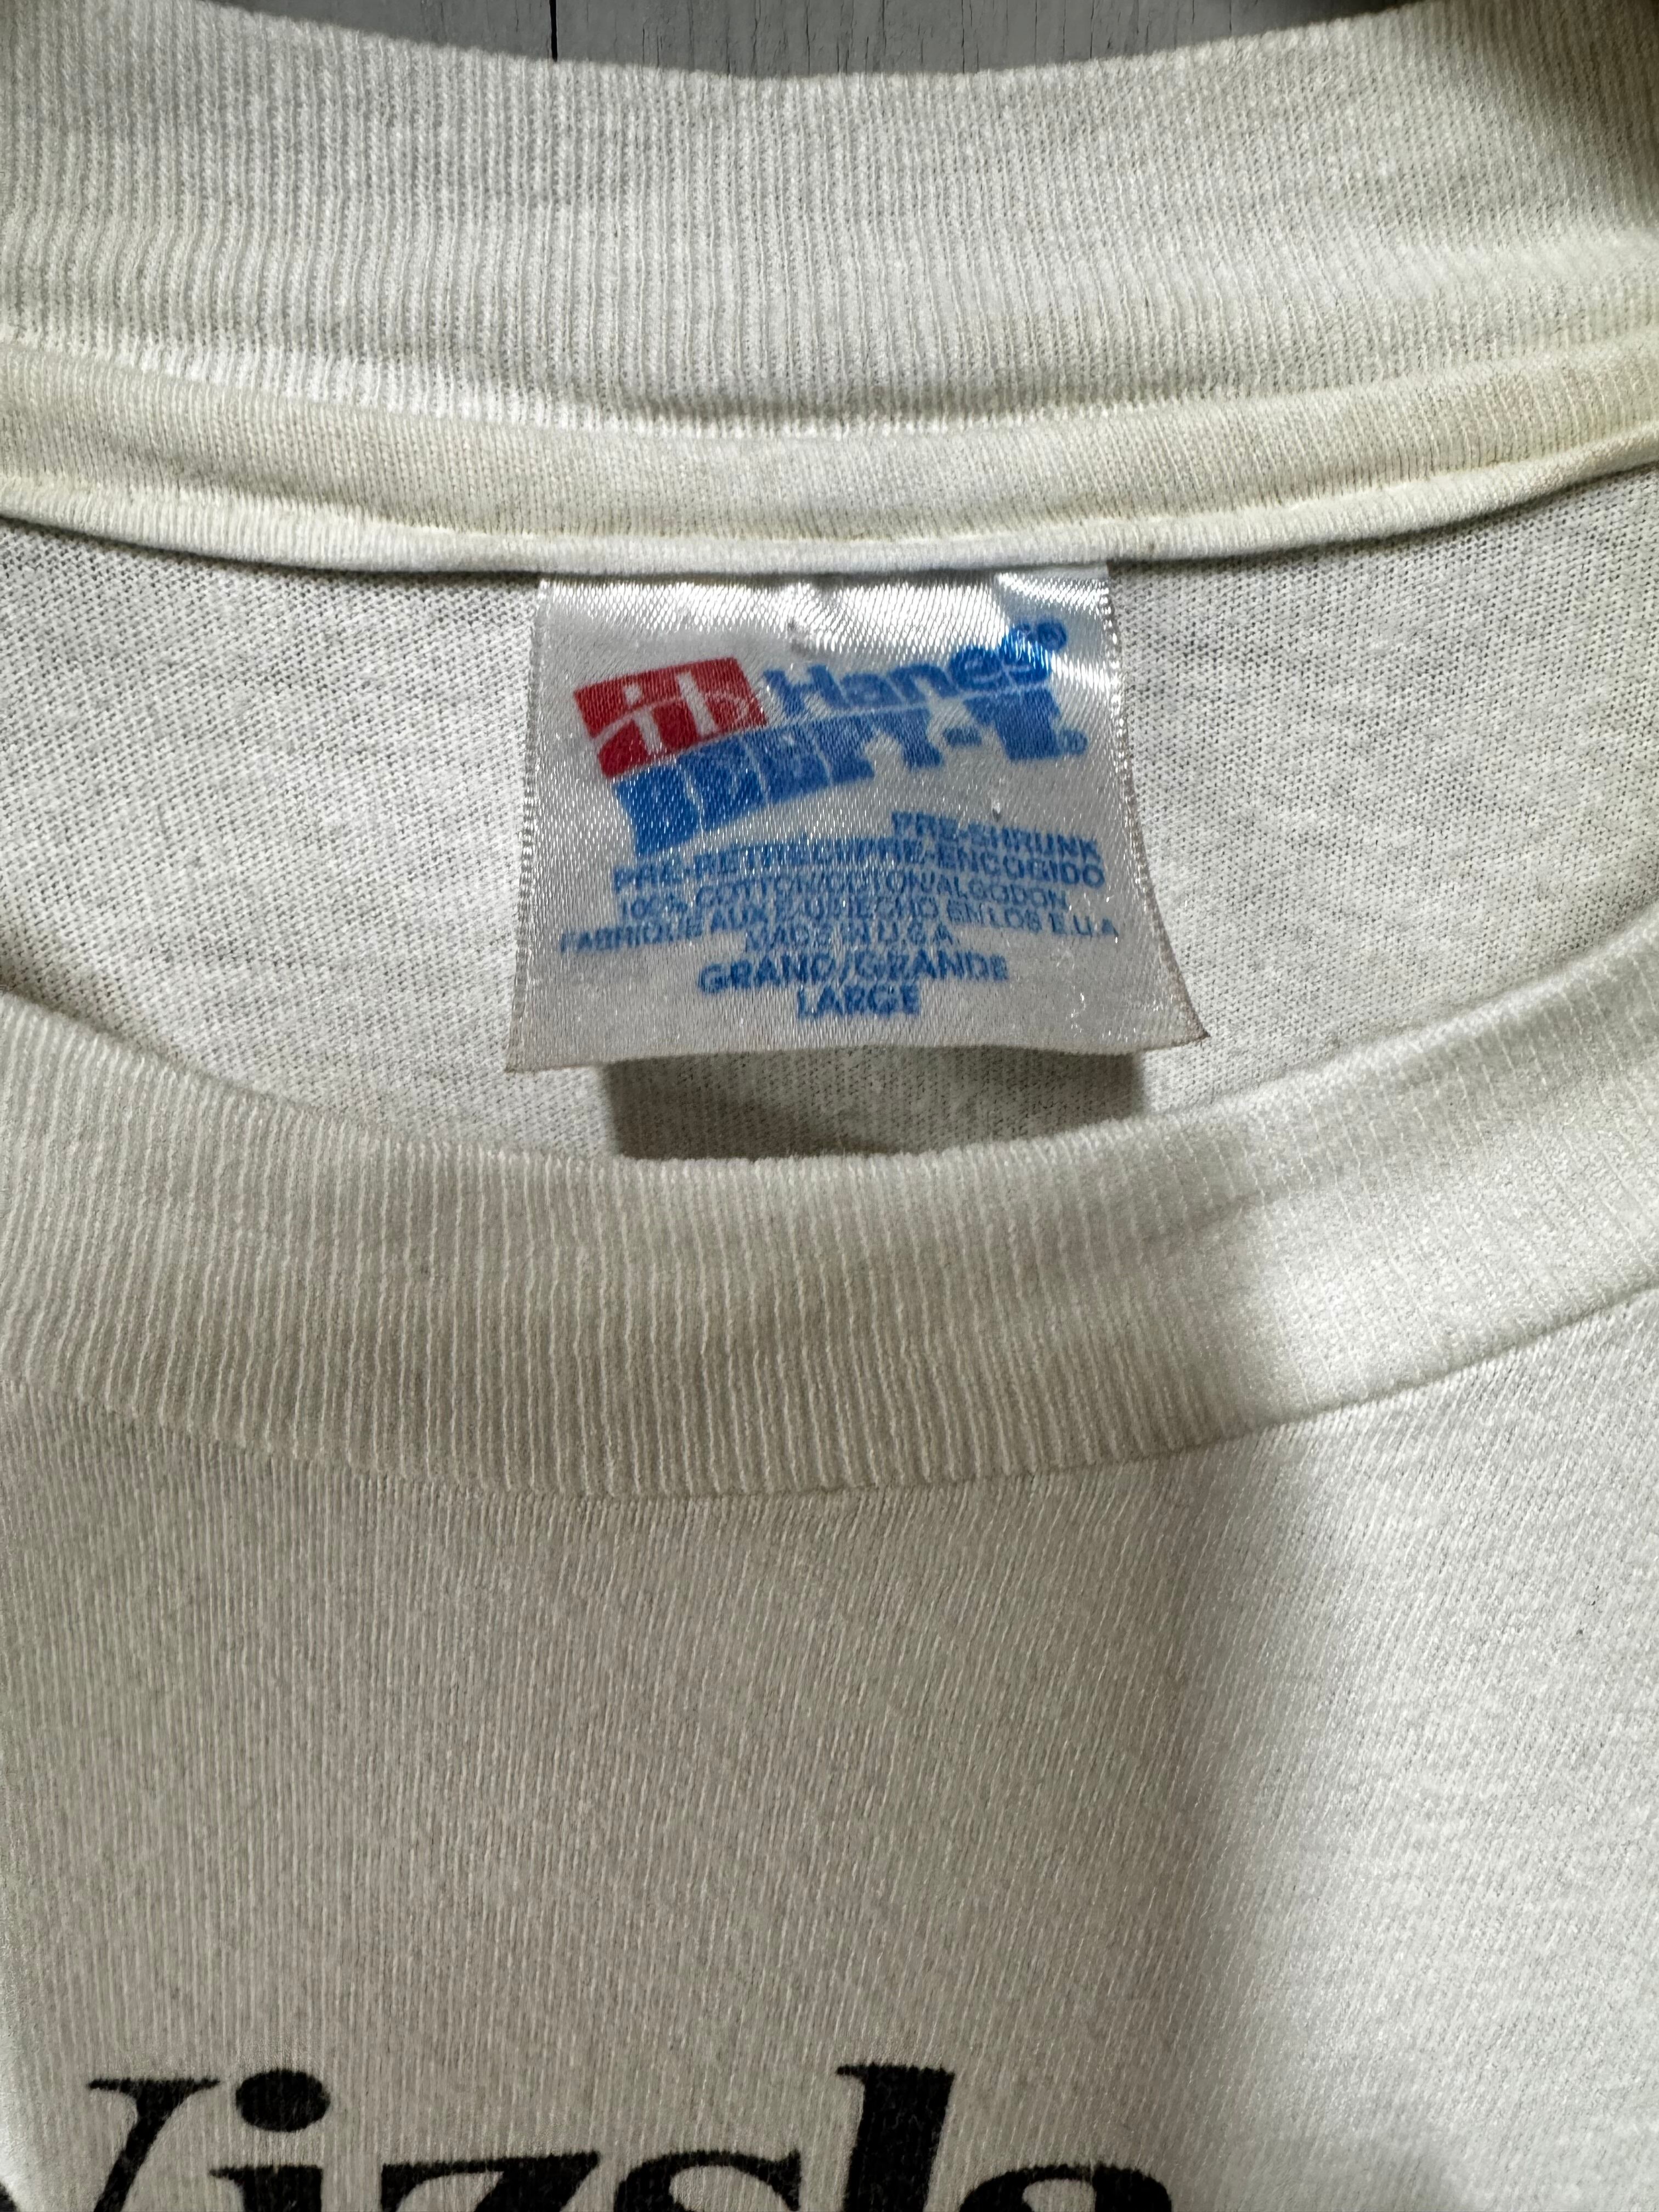 h Hanes®
BEEFY-T®
PRE-SHRUNK
PRE-RETRECI/PRE-ENCOGIDO
100% COTTON/COTON/ALGODON
FABRIQUE AUX E.U./HECHO EN LOS E.U.A
MADE IN U.S.A.
GRAND/GRANDE
LARGE
Vizsla